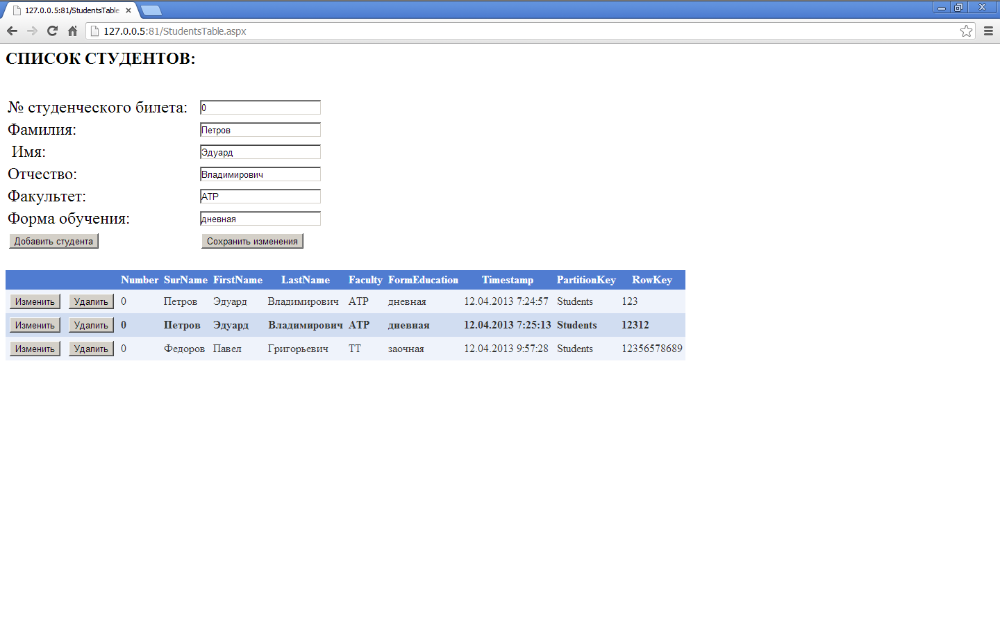 127.0.0.5:81/StudentsTable
127.0.0.5:81/StudentsTable.aspx
СПИСОК СТУДЕНТОВ:
№ студенческого билета: 0
Фамилия: Петров
Имя: Эдуард
Отчество: Владимирович
Факультет: АТР
Форма обучения: дневная
Добавить студента Сохранить изменения
Number SurName FirstName LastName Faculty FormEducation Timestamp PartitionKey RowKey
Изменить Удалить 0 Петров Эдуард Владимирович АТР дневная 12.04.2013 7:24:57 Students 123
Изменить Удалить 0 Петров Эдуард Владимирович АТР дневная 12.04.2013 7:25:13 Students 12312
Изменить Удалить 0 Федоров Павел Григорьевич ТТ заочная 12.04.2013 9:57:28 Students 12356578689